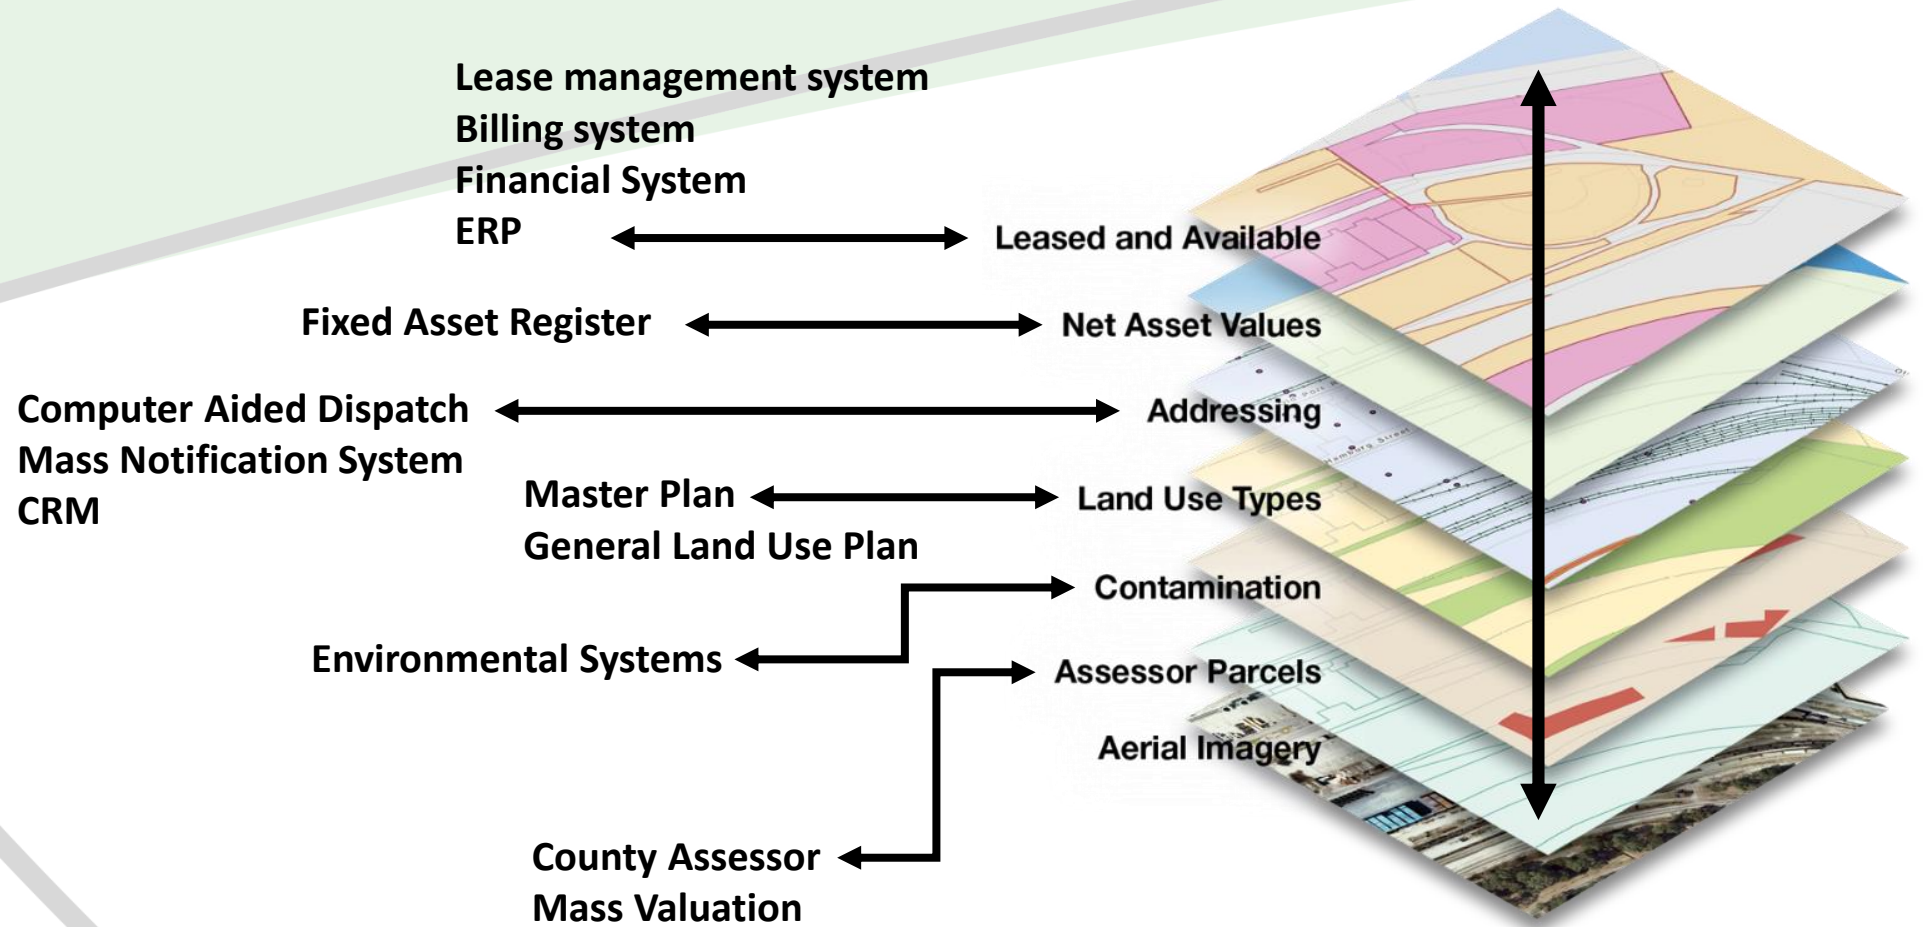 Lease management system
Billing system
Financial System
ERP
Leased and Available
Fixed Asset Register
Net Asset Values
Computer Aided Dispatch
Mass Notification System
CRM
Addressing
Master Plan
General Land Use Plan
Land Use Types
Contamination
Environmental Systems
Assessor Parcels
Aerial Imagery
County Assessor
Mass Valuation
Hamburg Street